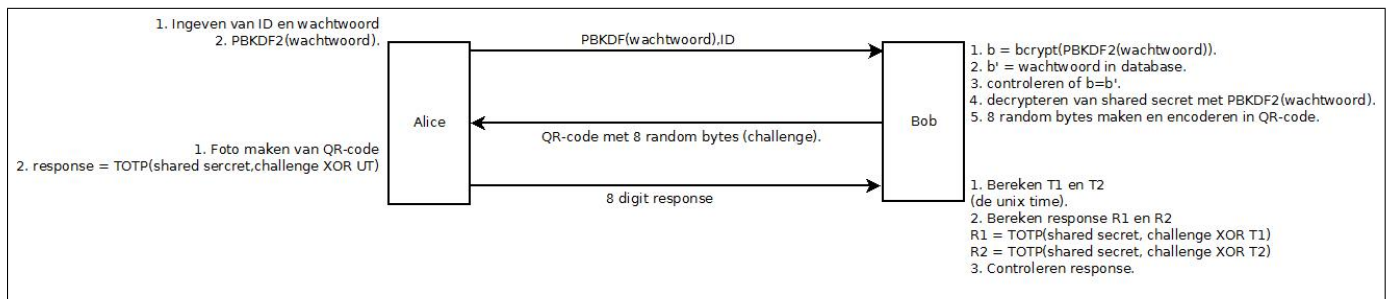 1. Ingeven van ID en wachtwoord
2. PBKDF2(wachtwoord).
Alice
PBKDF(wachtwoord),ID
Bob
1. b = bcrypt(PBKDF2(wachtwoord)).
2. b' = wachtwoord in database.
3. controleren of b=b'.
4. decrypteren van shared secret met PBKDF2(wachtwoord).
5. 8 random bytes maken en encoderen in QR-code.
QR-code met 8 random bytes (challenge).
1. Foto maken van QR-code
2. response = TOTP(shared sercret,challenge XOR UT)
8 digit response
1. Bereken T1 en T2
(de unix time).
2. Bereken response R1 en R2
R1 = TOTP(shared secret, challenge XOR T1)
R2 = TOTP(shared secret, challenge XOR T2)
3. Controleren response.